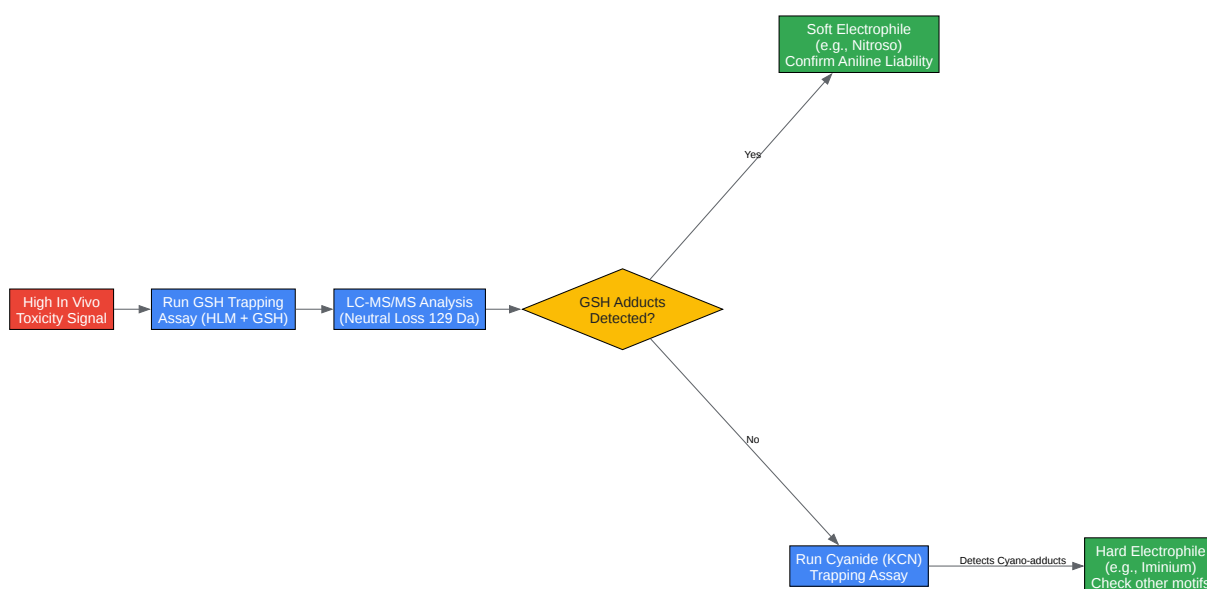 Soft Electrophile
(e.g., Nitroso)
Confirm Aniline Liability
Yes
High In Vivo
Toxicity Signal
Run GSH Trapping
Assay (HLM + GSH)
LC-MS/MS Analysis
(Neutral Loss 129 Da)
GSH Adducts
Detected?
No
Run Cyanide (KCN)
Trapping Assay
Detects Cyano-adducts
Hard Electrophile
(e.g., Iminium)
Check other motifs